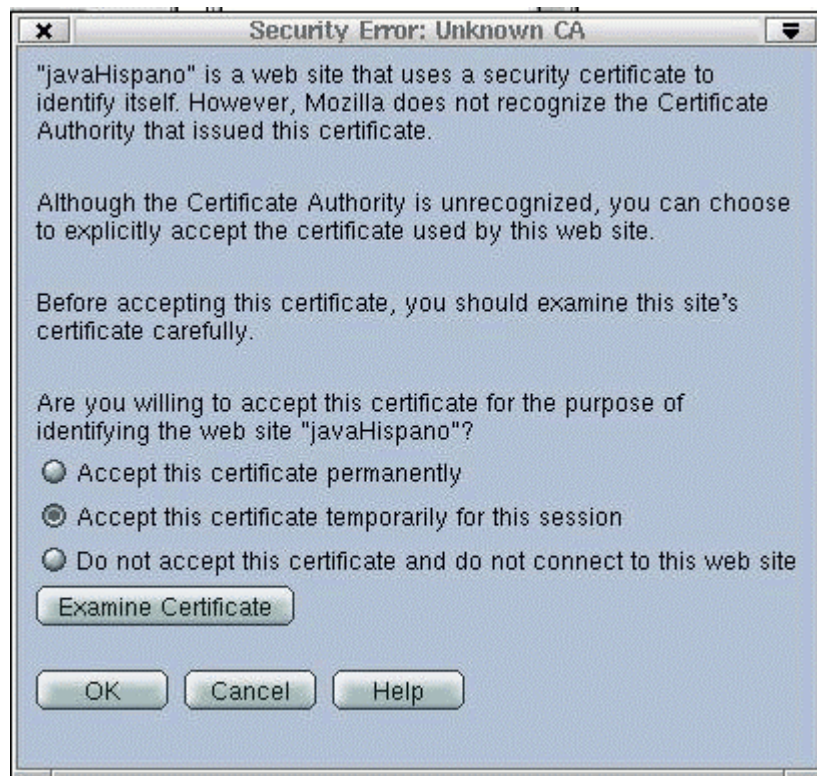 Security Error: Unknown CA
"javaHispano" is a web site that uses a security certificate to
identify itself. However, Mozilla does not recognize the Certificate
Authority that issued this certificate.
Although the Certificate Authority is unrecognized, you can choose
to explicitly accept the certificate used by this web site.
Before accepting this certificate, you should examine this site's
certificate carefully.
Are you willing to accept this certificate for the purpose of
identifying the web site "javaHispano"?
Accept this certificate permanently
Accept this certificate temporarily for this session
Do not accept this certificate and do not connect to this web site
Examine Certificate
OK Cancel Help